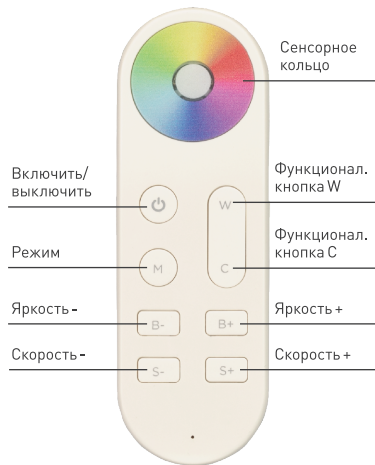 Сенсорное
кольцо
Включить/
выключить
Функционал.
кнопка W
W
Функционал.
кнопка С
Режим
M
C
Яркость -
B-
B+
Яркость +
Скорость -
S-
S+
Скорость +